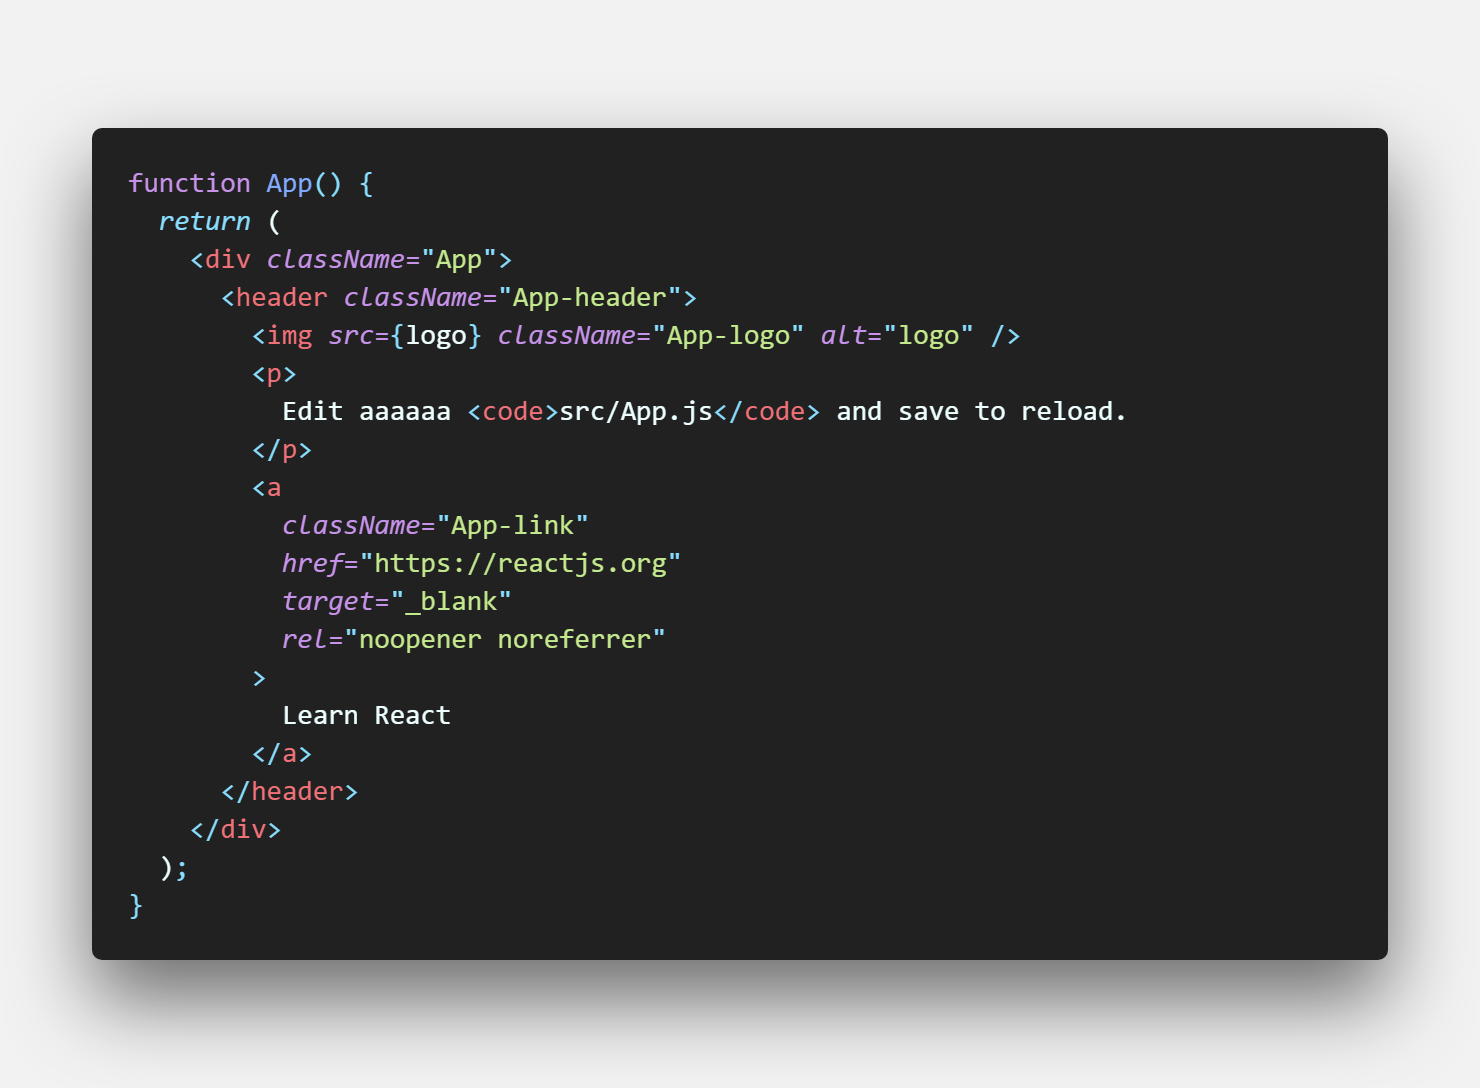 function App() {
  return (
    <div className="App">
      <header className="App-header">
        <img src={logo} className="App-logo" alt="logo" />
        <p>
          Edit aaaaaa <code>src/App.js</code> and save to reload.
        </p>
        <a
          className="App-link"
          href="https://reactjs.org"
          target="_blank"
          rel="noopener noreferrer"
        >
          Learn React
        </a>
      </header>
    </div>
  );
}